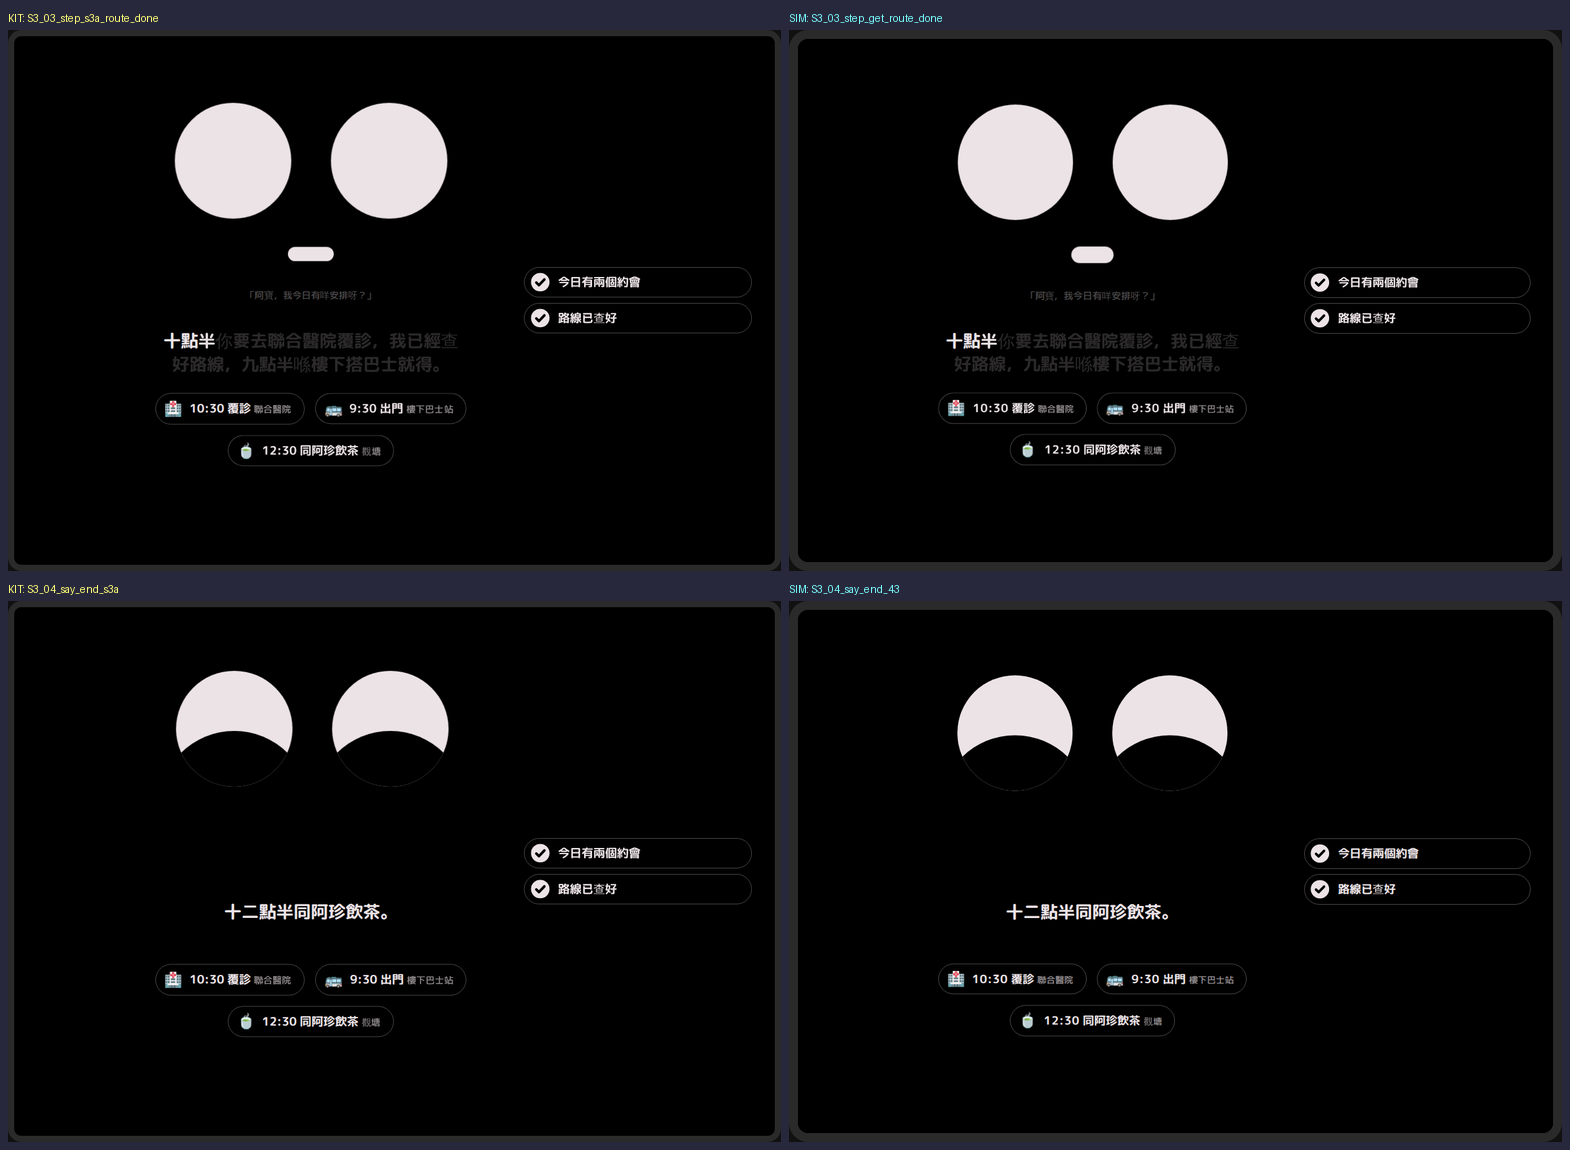 KIT: S3_03_step_s3a_route_done
「阿寶，我今日有咩安排呀？」
十點半你要去聯合醫院覆診，我已經查
好路線，九點半喺樓下搭巴士就得。
🏥 10:30 覆診 聯合醫院
🚌 9:30 出門 樓下巴士站
🍵 12:30 同阿珍飲茶 觀塘
今日有兩個約會
路線已查好
SIM: S3_03_step_get_route_done
「阿寶，我今日有咩安排呀？」
十點半你要去聯合醫院覆診，我已經查
好路線，九點半喺樓下搭巴士就得。
🏥 10:30 覆診 聯合醫院
🚌 9:30 出門 樓下巴士站
🍵 12:30 同阿珍飲茶 觀塘
今日有兩個約會
路線已查好
KIT: S3_04_say_end_s3a
十二點半同阿珍飲茶。
🏥 10:30 覆診 聯合醫院
🚌 9:30 出門 樓下巴士站
🍵 12:30 同阿珍飲茶 觀塘
今日有兩個約會
路線已查好
SIM: S3_04_say_end_43
十二點半同阿珍飲茶。
🏥 10:30 覆診 聯合醫院
🚌 9:30 出門 樓下巴士站
🍵 12:30 同阿珍飲茶 觀塘
今日有兩個約會
路線已查好